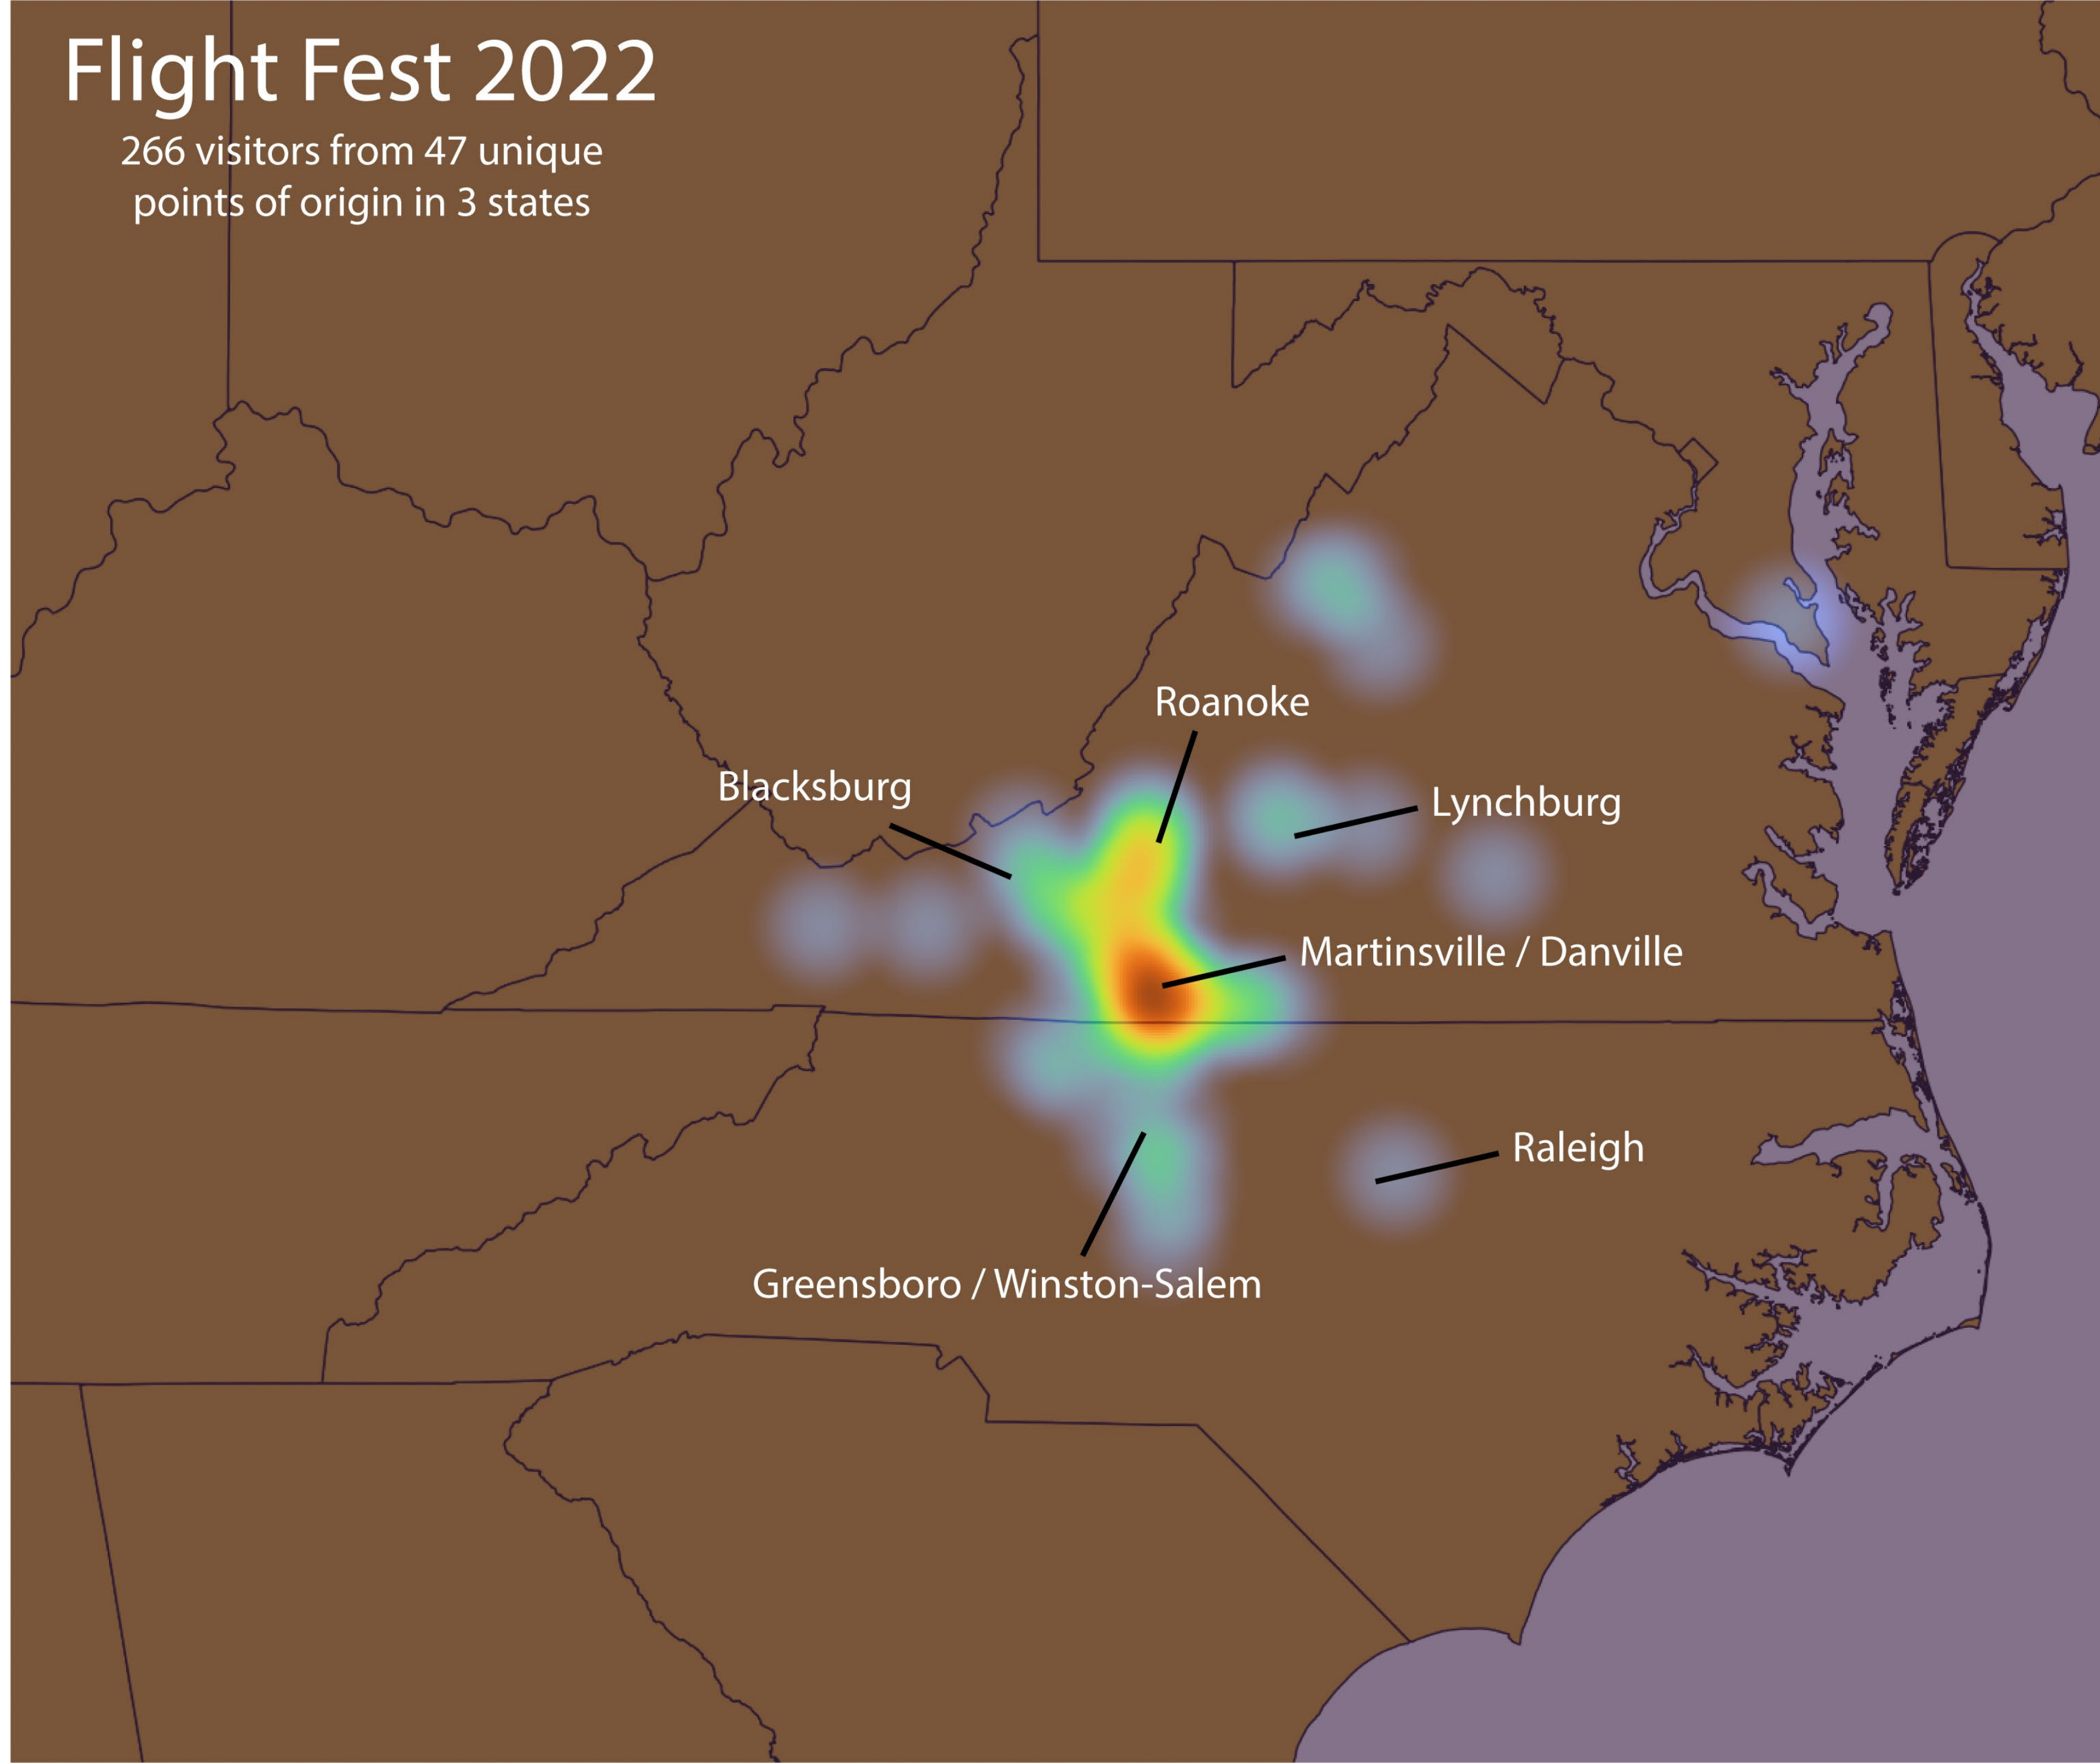 Flight Fest 2022
266 visitors from 47 unique
points of origin in 3 states
Roanoke
Blacksburg
Lynchburg
Martinsville / Danville
Raleigh
Greensboro / Winston-Salem